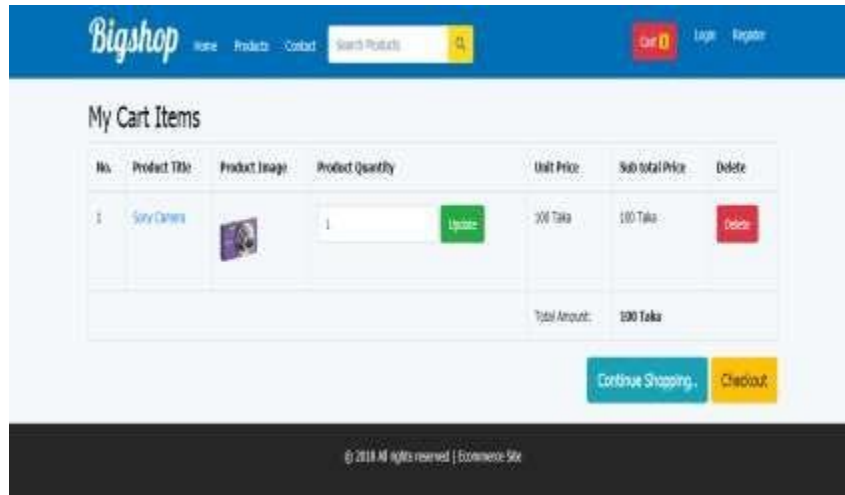 Bigshop Home Products Contact Search Products Cart 1 Login Register
My Cart Items
No. Product Title Product Image Product Quantity Unit Price Sub total Price Delete
1 Sony Camera 1 Update 100 Taka 100 Taka Delete
Total Amount: 100 Taka
Continue Shopping.. Checkout
© 2018 All rights reserved | Ecommerce Site